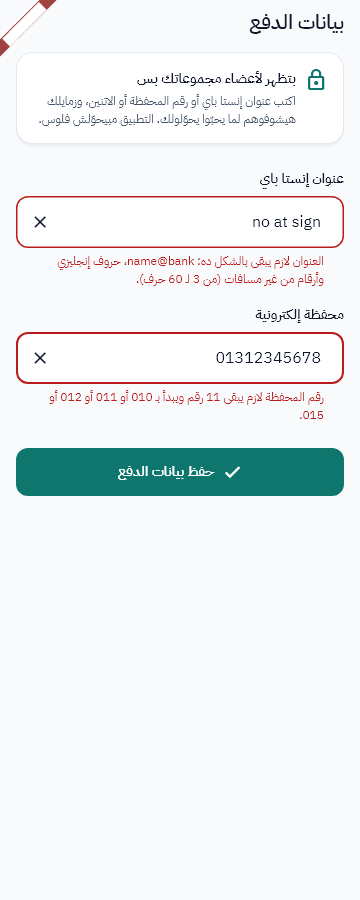 بيانات الدفع
بتظهر لأعضاء مجموعاتك بس
اكتب عنوان إنستا باي أو رقم المحفظة أو الاتنين، وزمايلك
هيشوفوهم لما يحبّوا يحوّلولك. التطبيق مبيحوّلش فلوس.
عنوان إنستا باي
no at sign
العنوان لازم يبقى بالشكل ده: name@bank، حروف إنجليزي
وأرقام من غير مسافات (من 3 لـ 60 حرف).
محفظة إلكترونية
01312345678
رقم المحفظة لازم يبقى 11 رقم ويبدأ بـ 010 أو 011 أو 012 أو
015.
حفظ بيانات الدفع